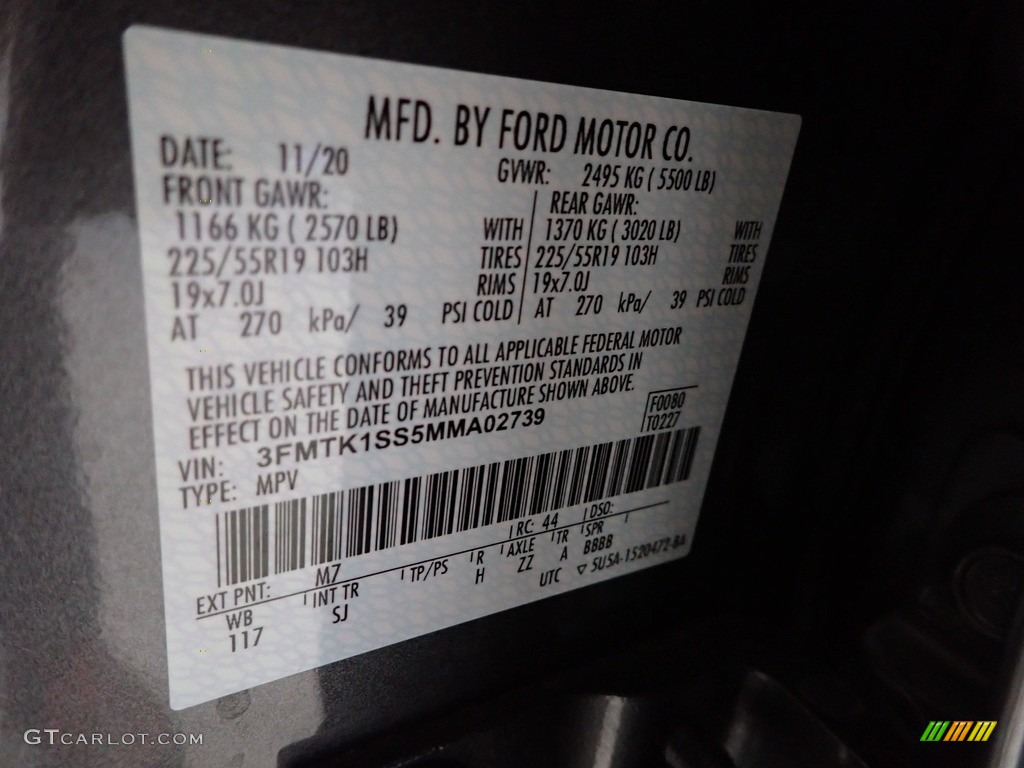 MFD. BY FORD MOTOR CO.
DATE: 11/20 GVWR: 2495 KG ( 5500 LB)
FRONT GAWR: REAR GAWR:
1166 KG ( 2570 LB) WITH 1370 KG ( 3020 LB) WITH
225/55R19 103H TIRES 225/55R19 103H TIRES
19x7.0J RIMS 19x7.0J RIMS
AT 270 kPa/ 39 PSI COLD AT 270 kPa/ 39 PSI COLD
THIS VEHICLE CONFORMS TO ALL APPLICABLE FEDERAL MOTOR
VEHICLE SAFETY AND THEFT PREVENTION STANDARDS IN
EFFECT ON THE DATE OF MANUFACTURE SHOWN ABOVE.
VIN: 3FMTK1SS5MMA02739 F0080
TYPE: MPV T0227
EXT PNT: M7 RC: 44 DSO:
WB INT TR TP/PS R AXLE TR SPR
117 SJ H ZZ A BBBB
UTC ▽ 5U5A-1520472-BA
GTCARLOT.COM